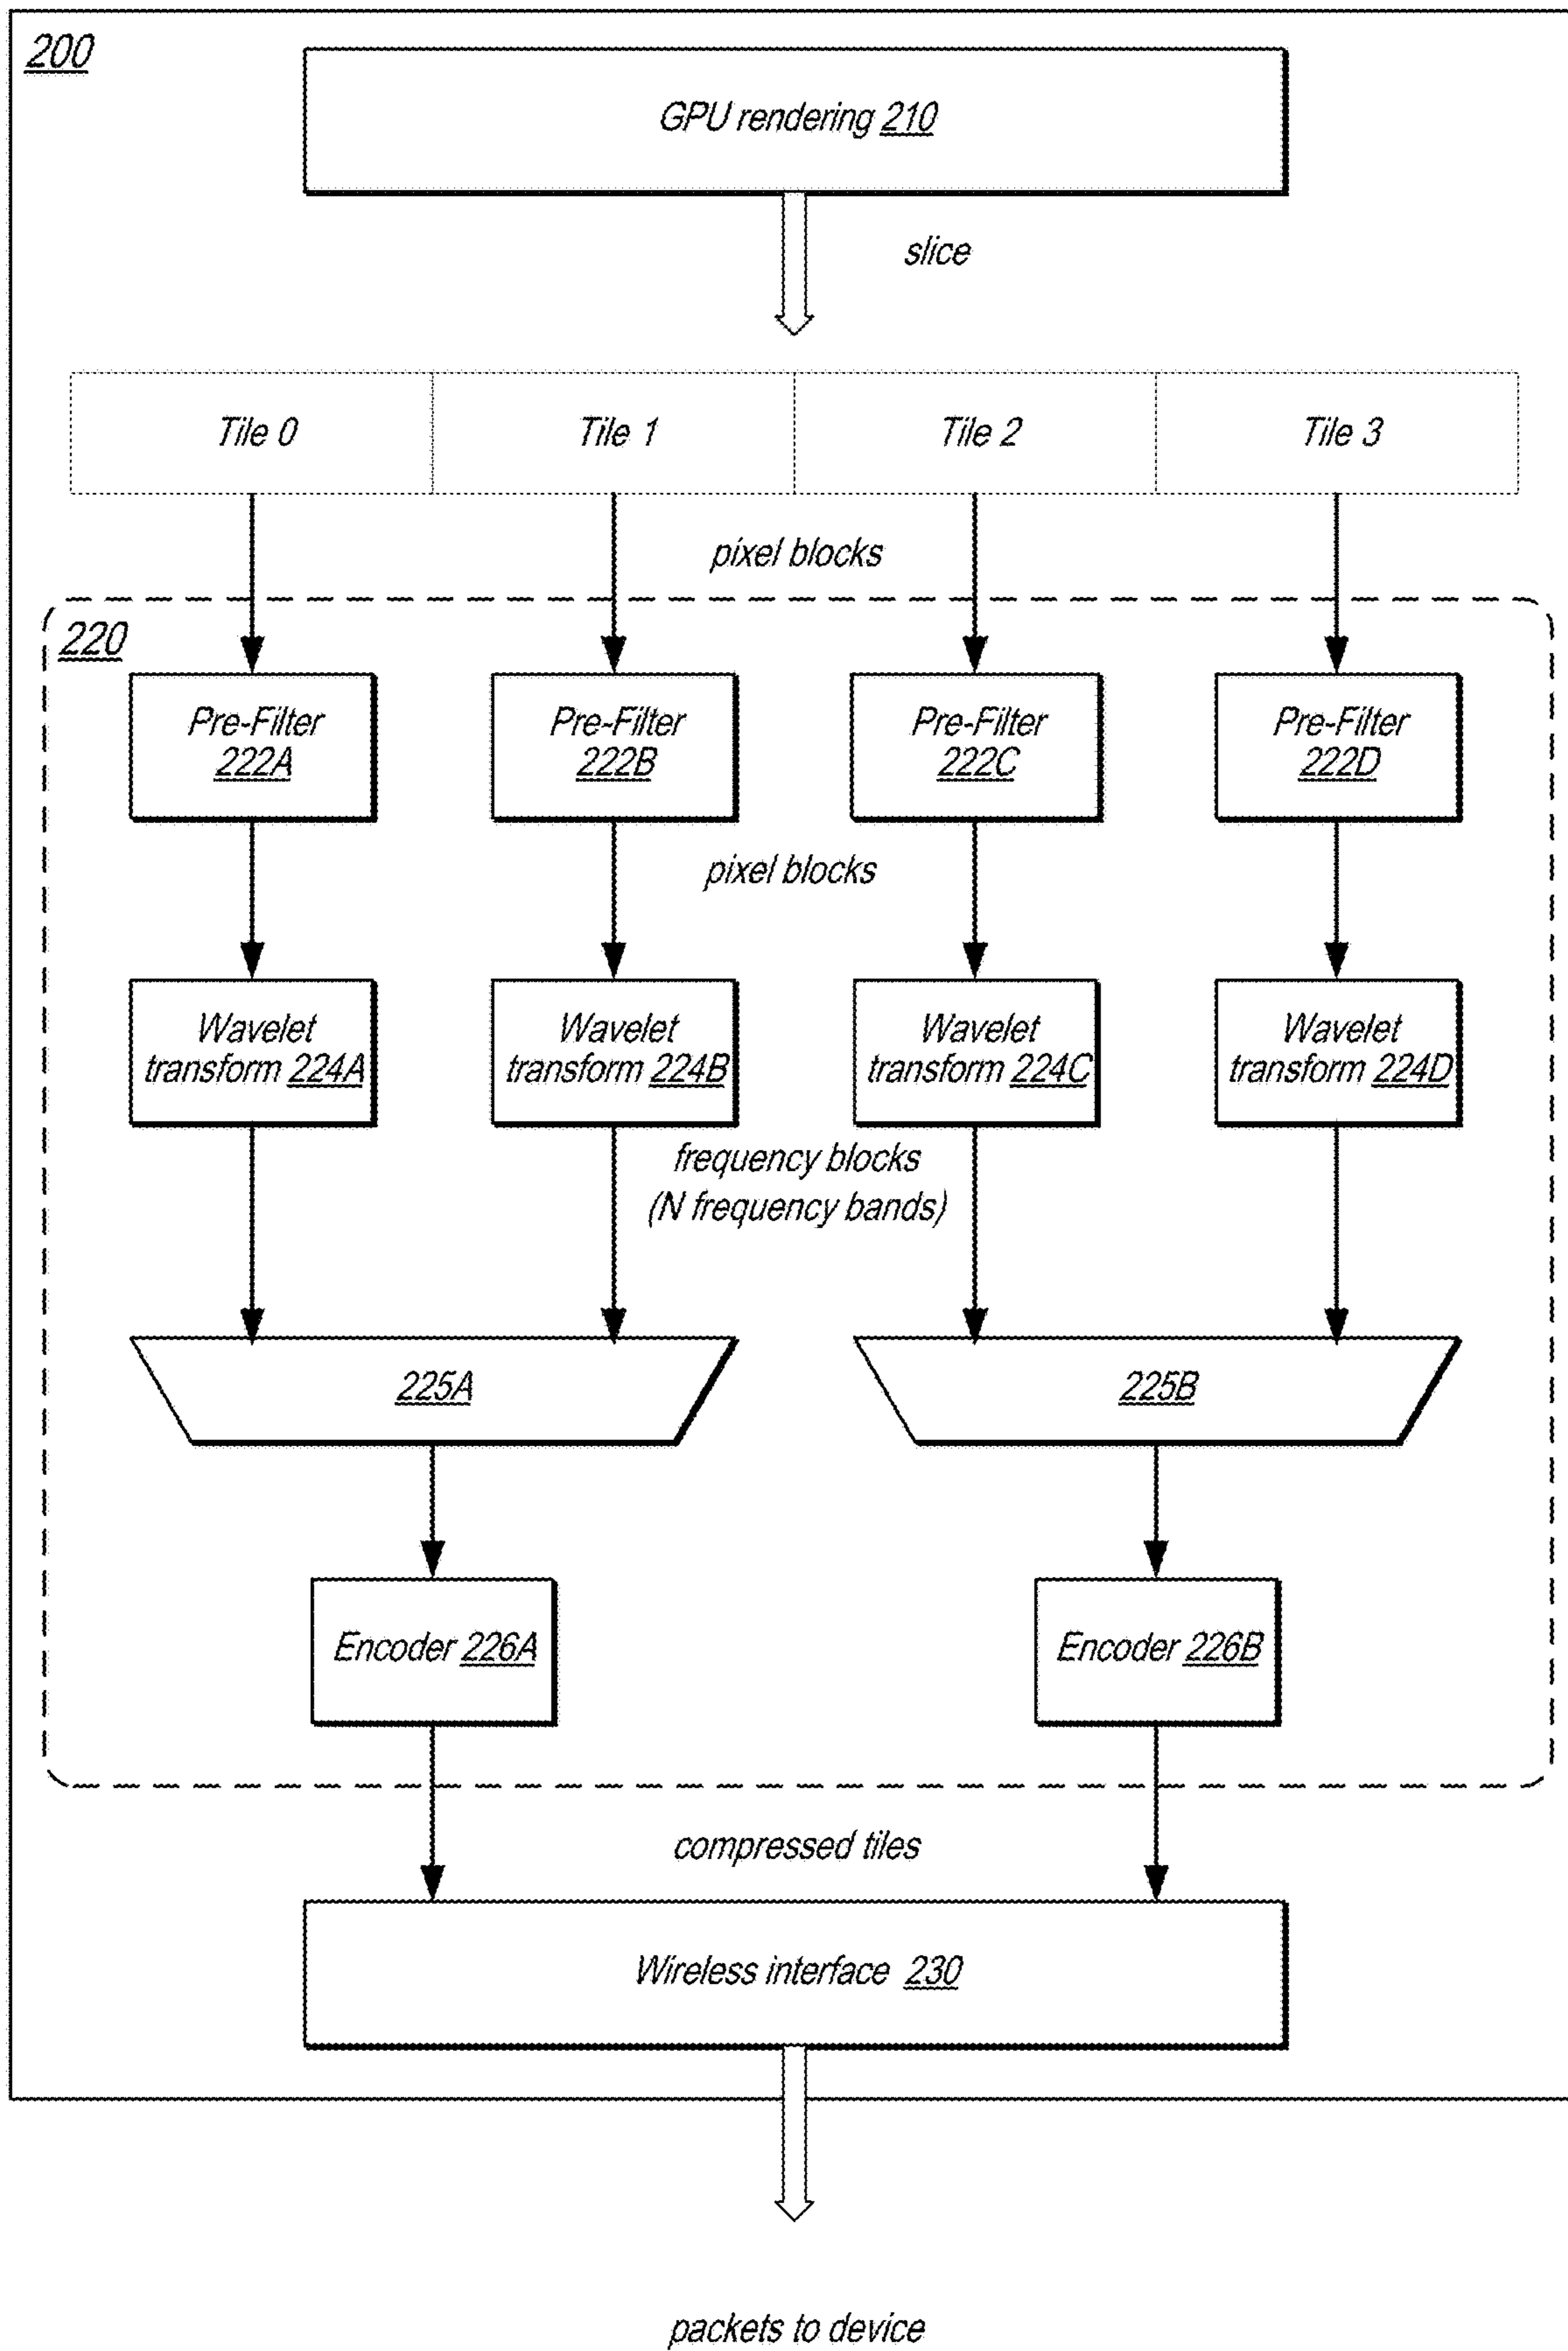 200
GPU rendering 210
slice
Tile 0
Tile 1
Tile 2
Tile 3
pixel blocks
220
Pre-Filter
222A
Pre-Filter
222B
Pre-Filter
222C
Pre-Filter
222D
pixel blocks
Wavelet
transform 224A
Wavelet
transform 224B
Wavelet
transform 224C
Wavelet
transform 224D
frequency blocks
(N frequency bands)
225A
225B
Encoder 226A
Encoder 226B
compressed tiles
Wireless interface 230
packets to device